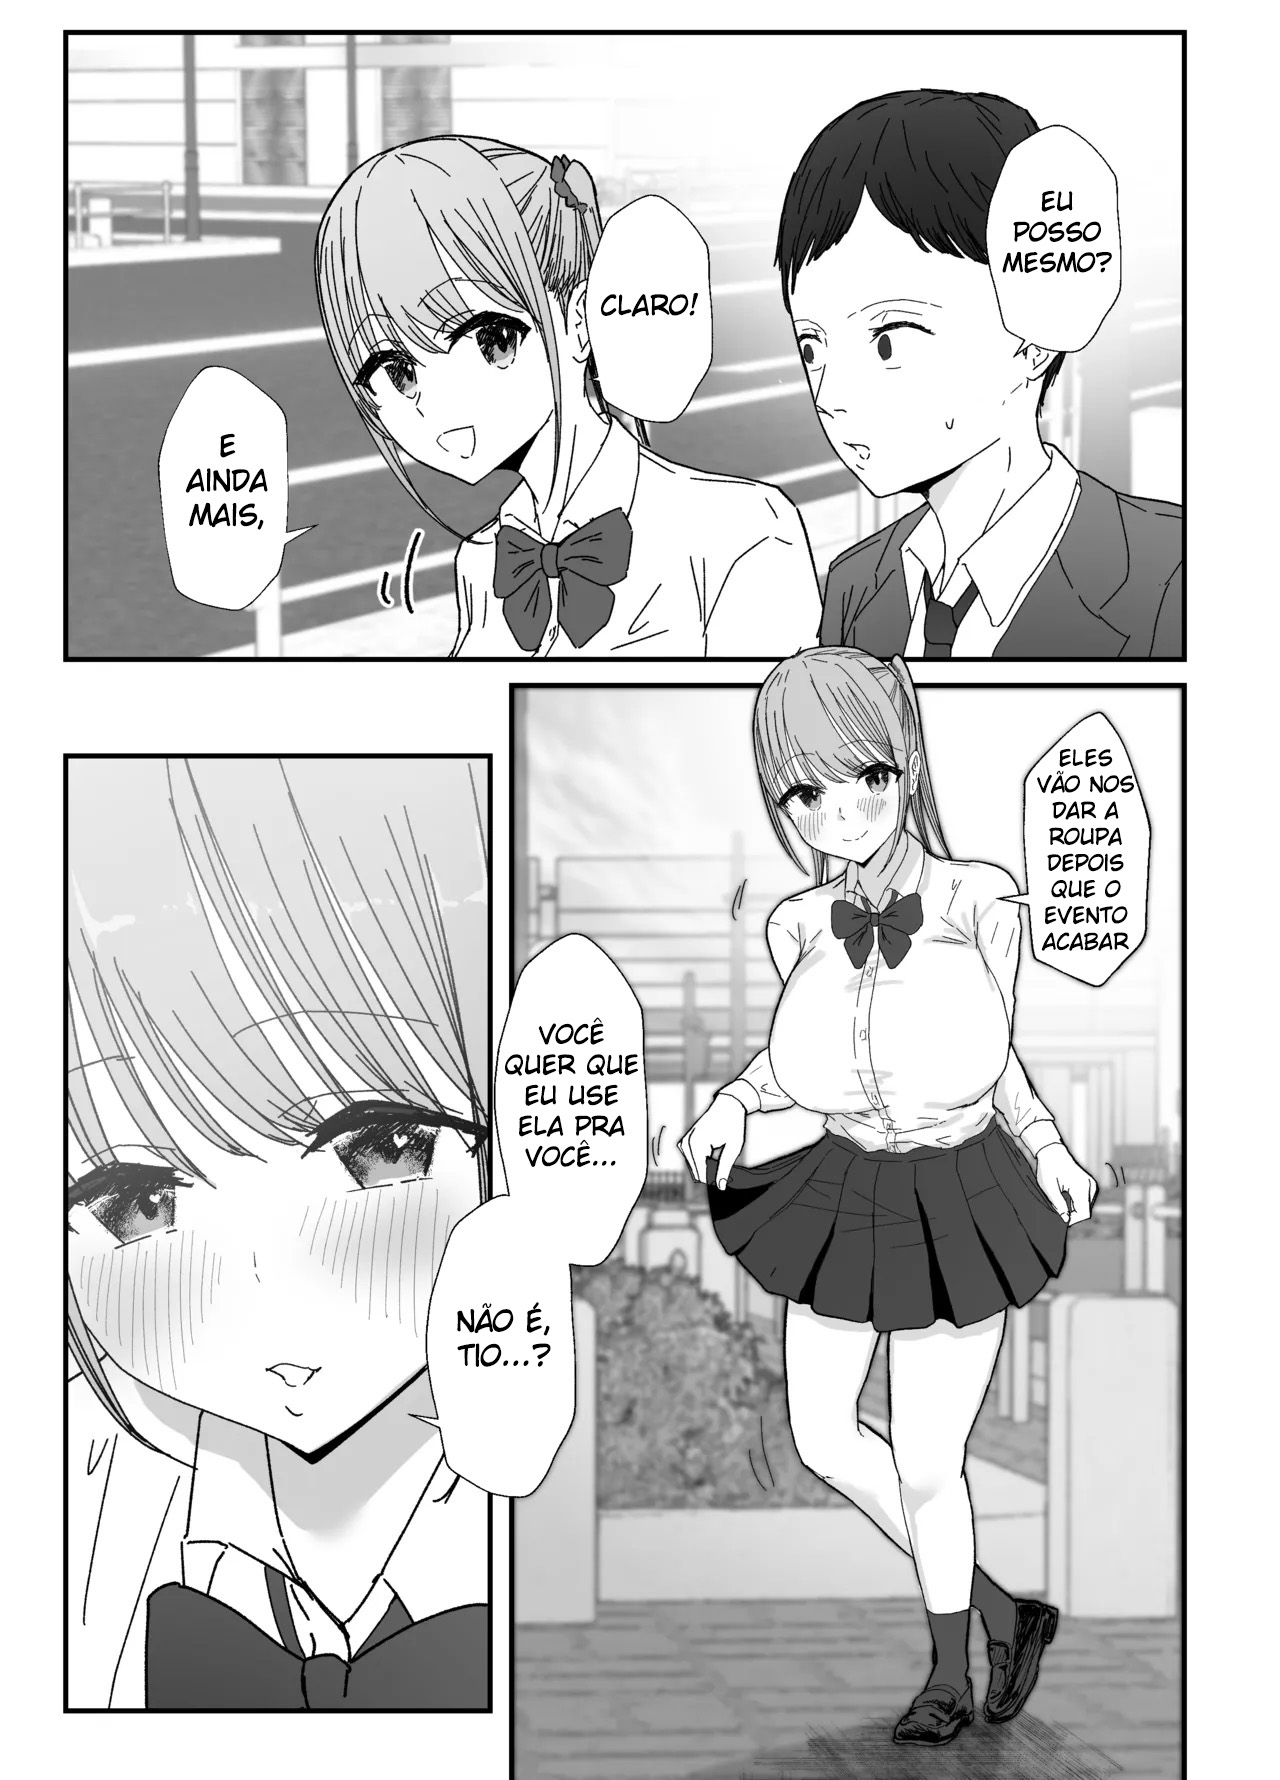 EU
POSSO
MESMO?
CLARO!
E
AINDA
MAIS,
ELES
VÃO NOS
DAR A
ROUPA
DEPOIS
QUE O
EVENTO
ACABAR
VOCÊ
QUER QUE
EU USE
ELA PRA
VOCÊ...
NÃO É,
TIO...?